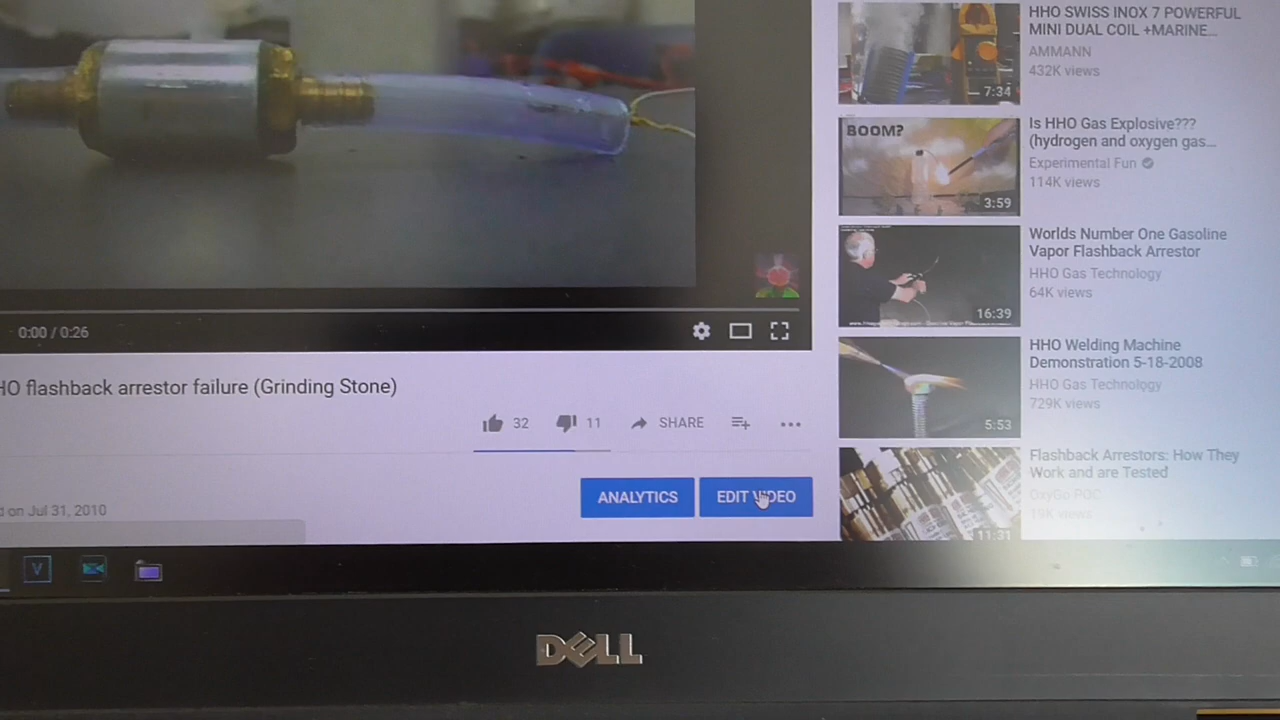 0:00 / 0:26
HO flashback arrestor failure (Grinding Stone)
32
11
SHARE
ANALYTICS
EDIT VIDEO
d on Jul 31, 2010
HHO SWISS INOX 7 POWERFUL
MINI DUAL COIL +MARINE...
AMMANN
432K views
7:34
BOOM?
Is HHO Gas Explosive???
(hydrogen and oxygen gas...
Experimental Fun
114K views
3:59
Worlds Number One Gasoline
Vapor Flashback Arrestor
HHO Gas Technology
64K views
16:39
HHO Welding Machine
Demonstration 5-18-2008
HHO Gas Technology
729K views
5:53
Flashback Arrestors: How They
Work and are Tested
OxyGo POC
19K views
11:31
V
DELL